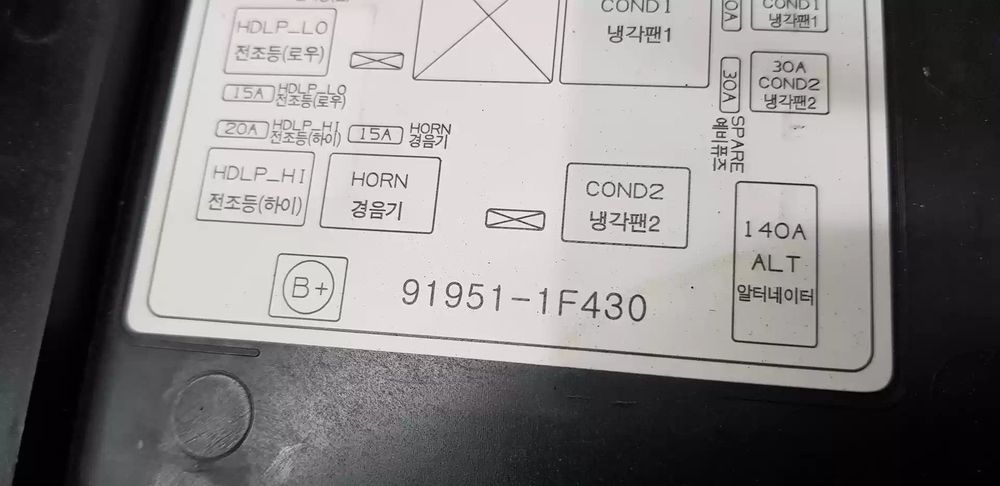 HDLP_LO
전조등(로우)
15A HDLP_LO
전조등(로우)
20A HDLP_HI
전조등(하이)
15A HORN
경음기
HDLP_HI
전조등(하이)
HORN
경음기
COND1
냉각팬1
COND1
냉각팬1
30A
30A
COND2
냉각팬2
SPARE
예비퓨즈
COND2
냉각팬2
140A
ALT
알터네이터
B+
91951-1F430